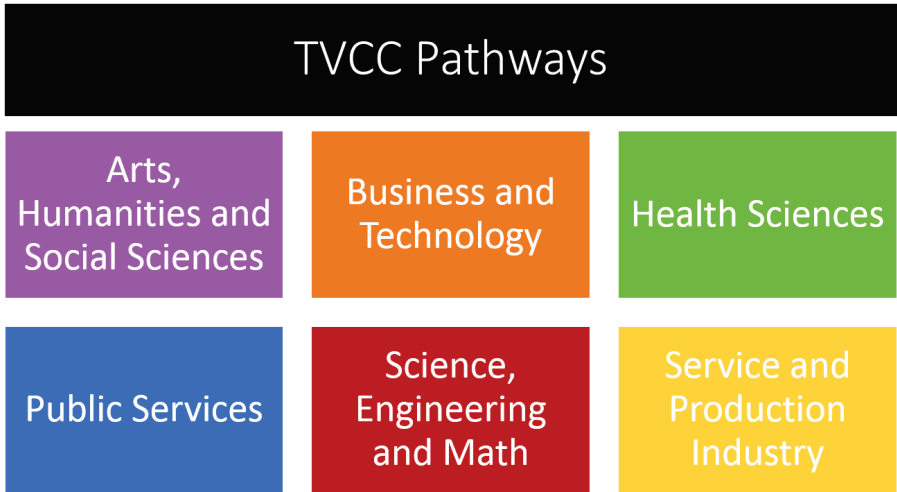 TVCC Pathways
Arts,
Humanities and
Social Sciences
Business and
Technology
Health Sciences
Public Services
Science,
Engineering
and Math
Service and
Production
Industry